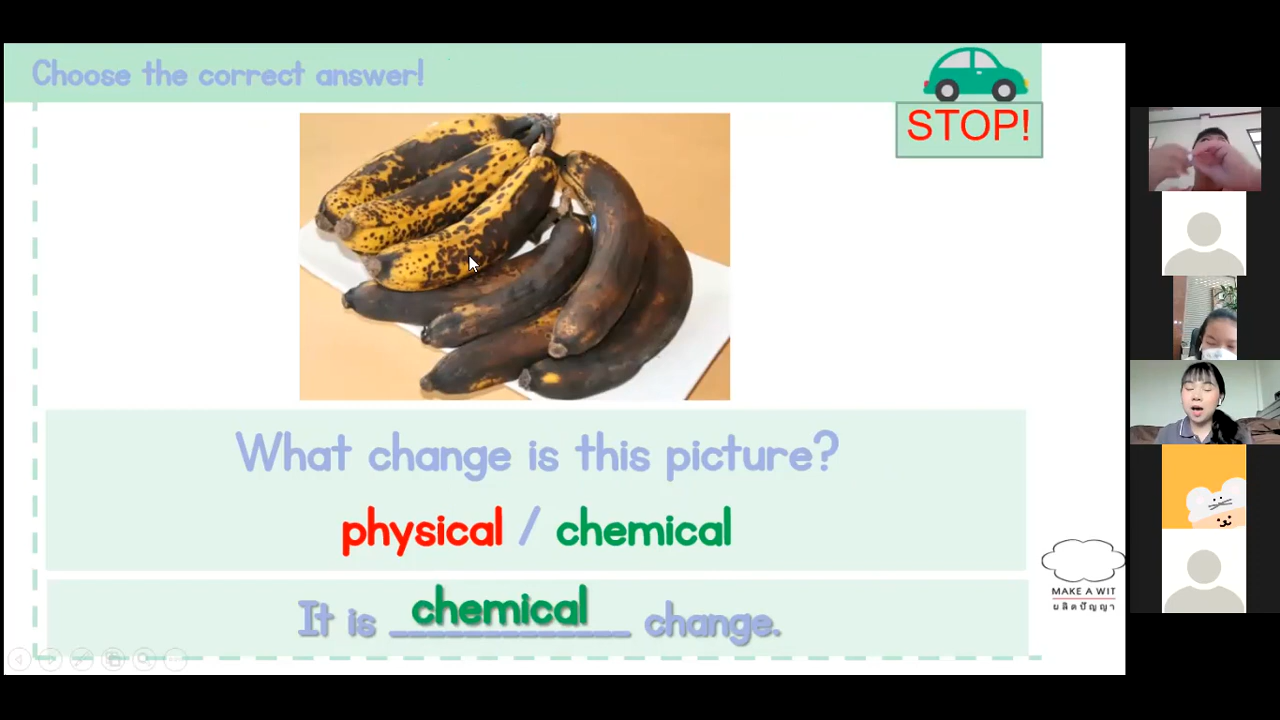 Choose the correct answer!
STOP!
What change is this picture?
physical / chemical
It is chemical change.
MAKE A WIT
ผลิตปัญญา